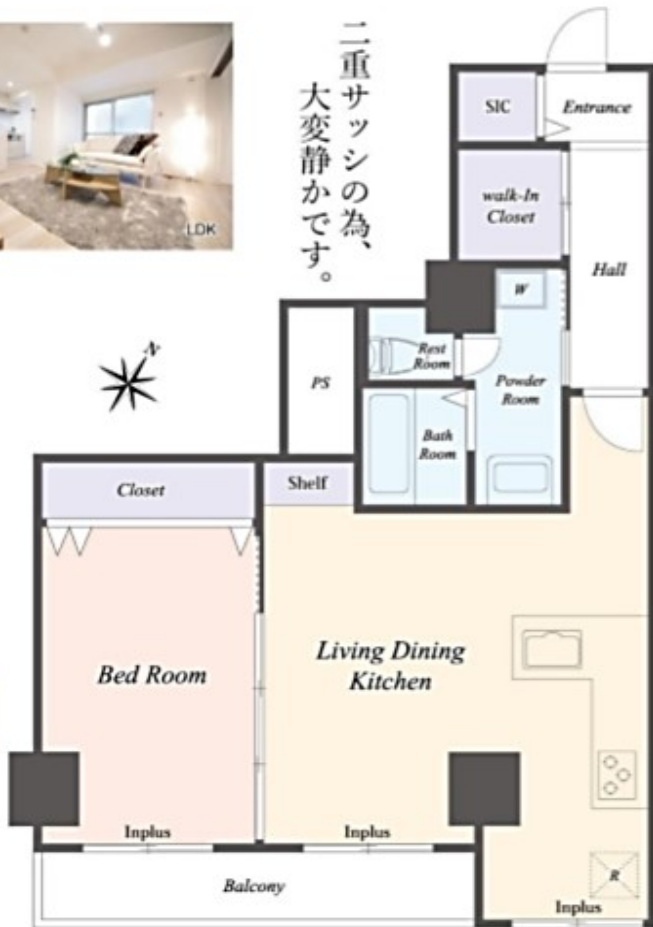 LDK
二重サッシの為、
大変静かです。
N
SIC
Entrance
walk-In
Closet
Hall
W
Rest
Room
Powder
Room
PS
Bath
Room
Closet
Shelf
Bed Room
Living Dining
Kitchen
Inplus
Inplus
R
Balcony
Inplus